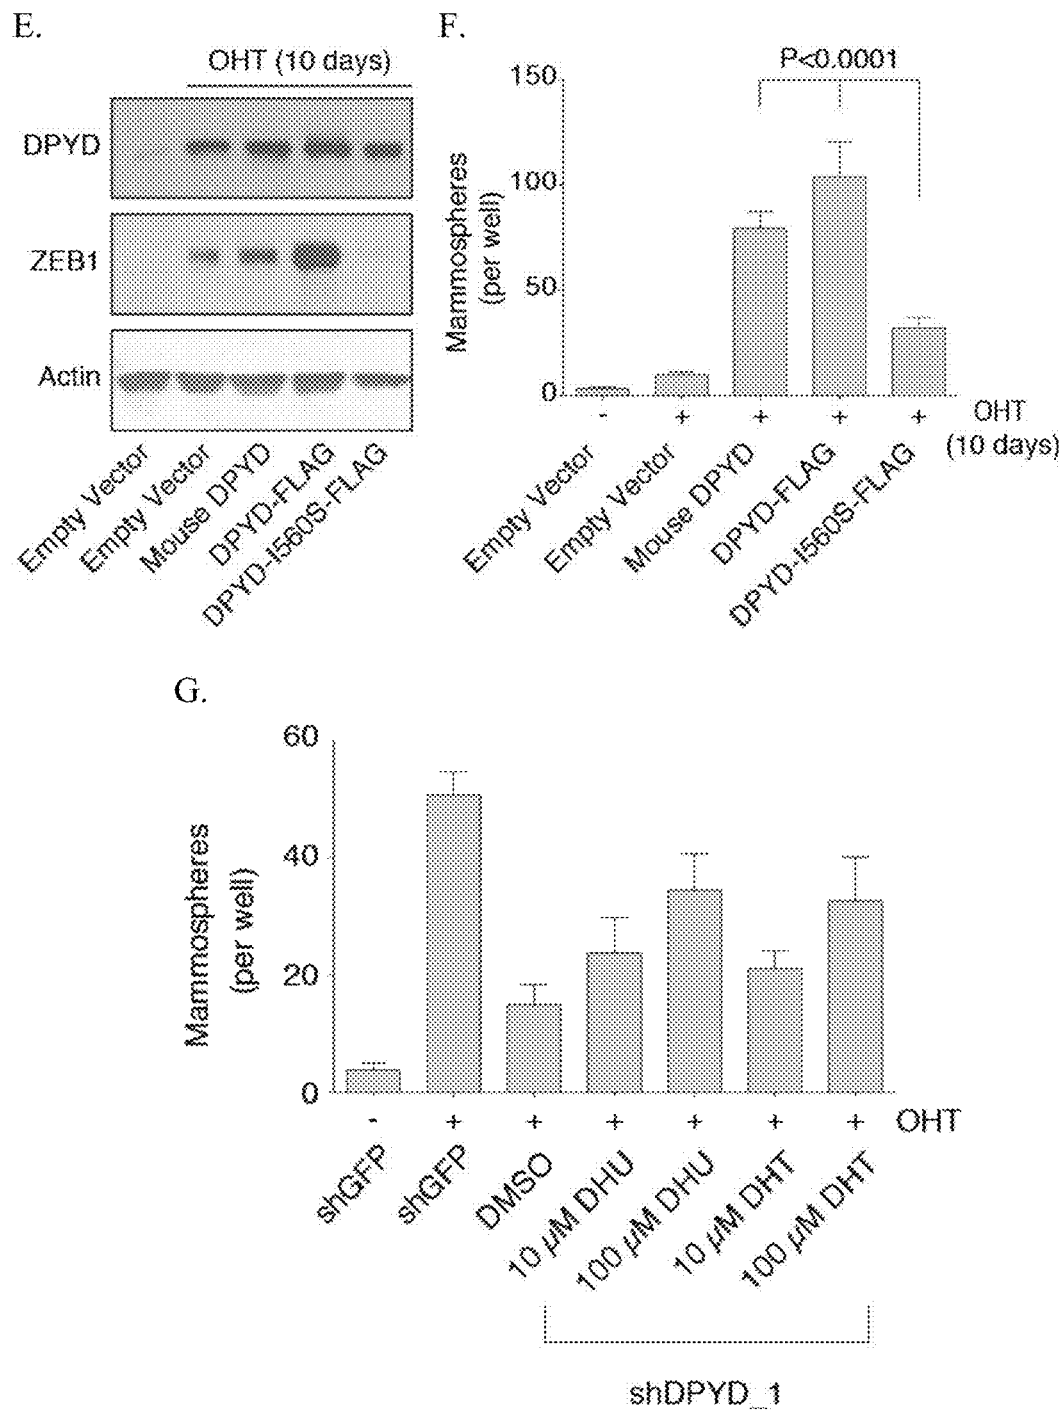 E.
OHT (10 days)
DPYD
ZEB1
Actin
Empty Vector
Empty Vector
Mouse DPYD
DPYD-FLAG
DPYD-I560S-FLAG
F.
P<0.0001
150
100
50
0
Mammospheres
(per well)
- + + + + OHT
(10 days)
Empty Vector
Empty Vector
Mouse DPYD
DPYD-FLAG
DPYD-I560S-FLAG
G.
60
40
20
0
Mammospheres
(per well)
- + + + + + + OHT
shGFP
shGFP
DMSO
10 µM DHU
100 µM DHU
10 µM DHT
100 µM DHT
shDPYD_1